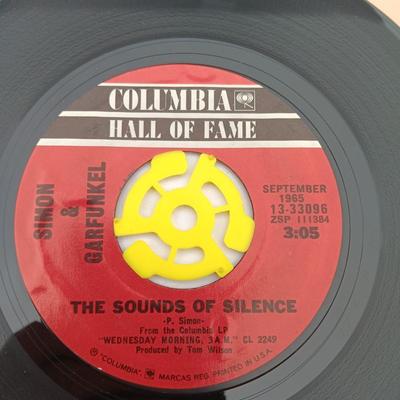 COLUMBIA
HALL OF FAME
SIMON
&
GARFUNKEL
SEPTEMBER
1965
13-33096
ZSP 111384
3:05
THE SOUNDS OF SILENCE
-P. Simon-
From the Columbia LP
"WEDNESDAY MORNING, 3 A.M." CL 2249
Produced by Tom Wilson
℗ "COLUMBIA", MARCAS REG. PRINTED IN U.S.A.